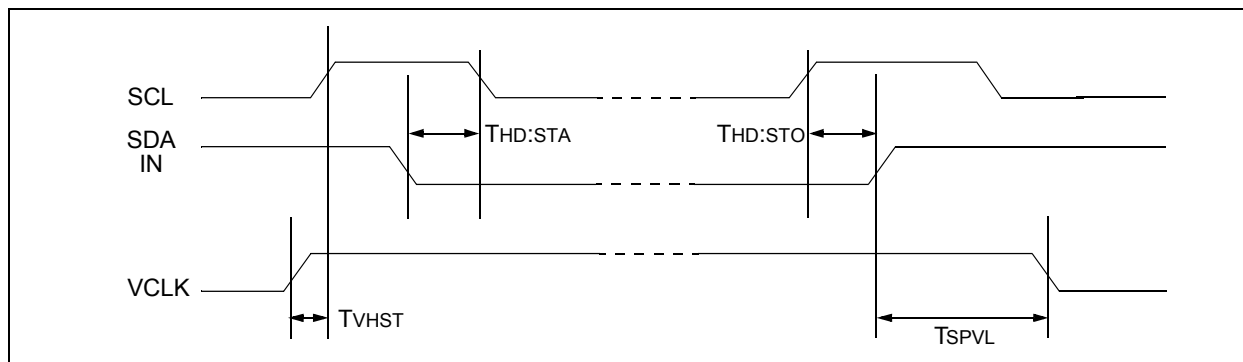 SCL
SDA
IN
THD:STA
THD:STO
VCLK
TVHST
TSPVL